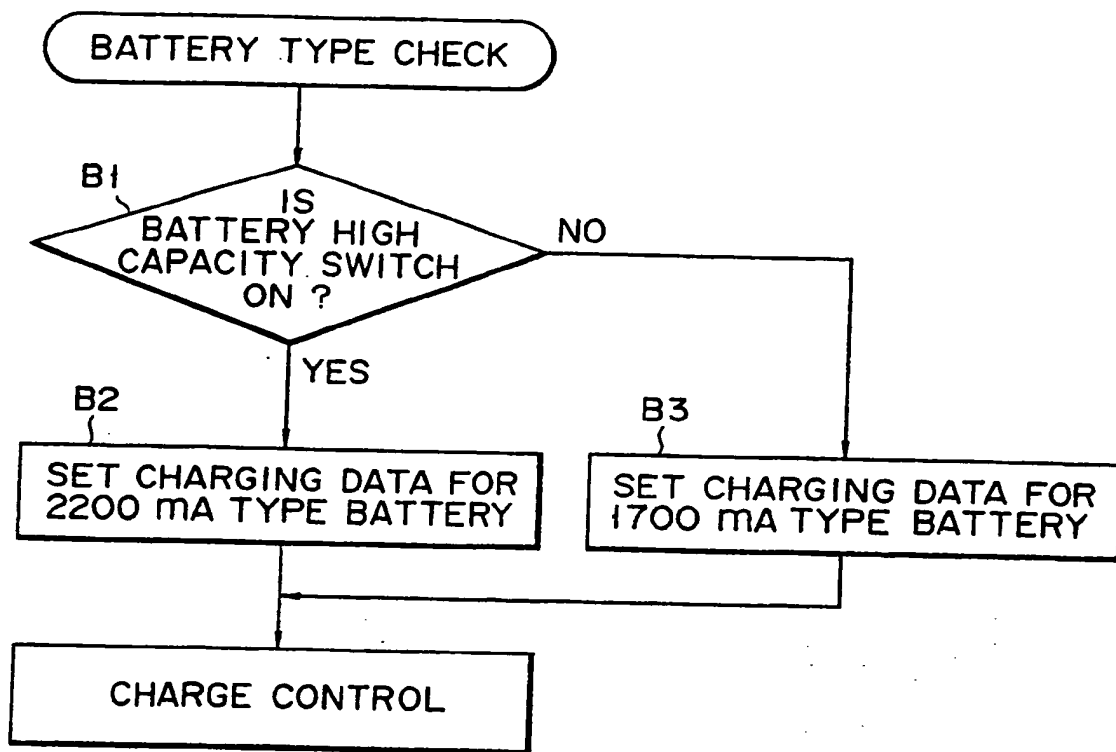 BATTERY TYPE CHECK
B1
IS
BATTERY HIGH
CAPACITY SWITCH
ON ?
NO
YES
B2
SET CHARGING DATA FOR
2200 mA TYPE BATTERY
B3
SET CHARGING DATA FOR
1700 mA TYPE BATTERY
CHARGE CONTROL